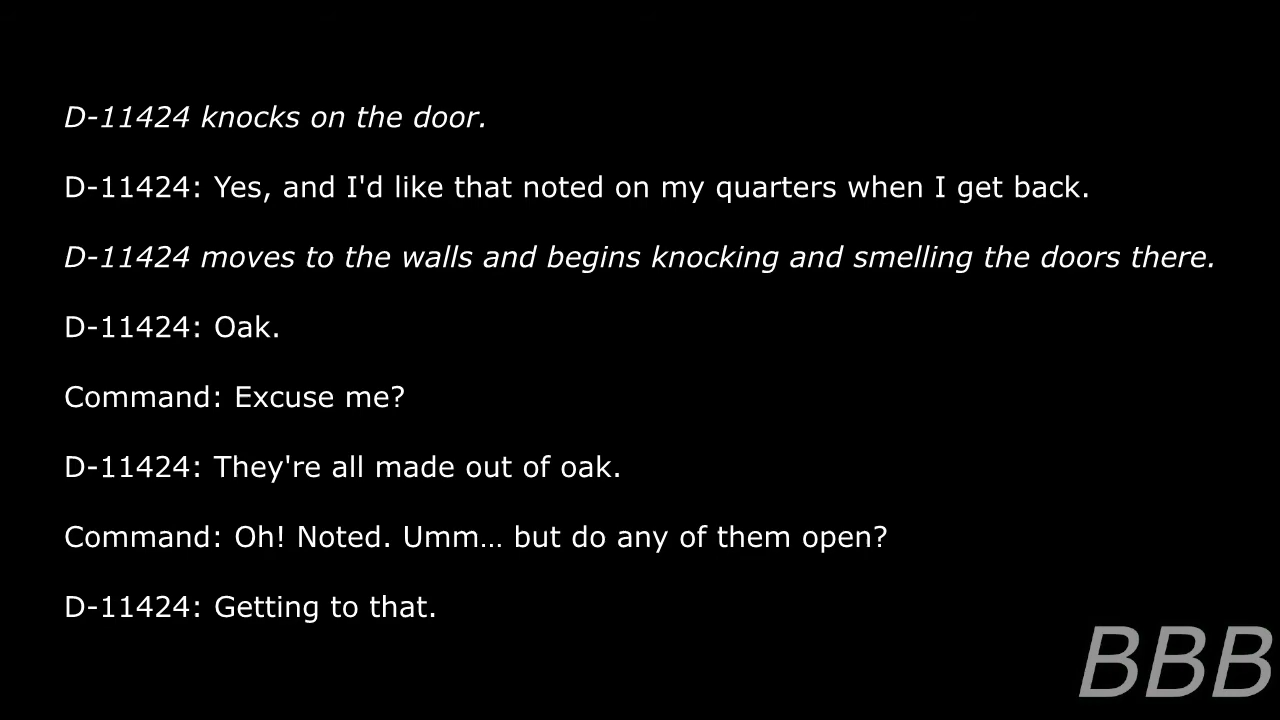 D-11424 knocks on the door.
D-11424: Yes, and I'd like that noted on my quarters when I get back.
D-11424 moves to the walls and begins knocking and smelling the doors there.
D-11424: Oak.
Command: Excuse me?
D-11424: They're all made out of oak.
Command: Oh! Noted. Umm… but do any of them open?
D-11424: Getting to that.
BBB